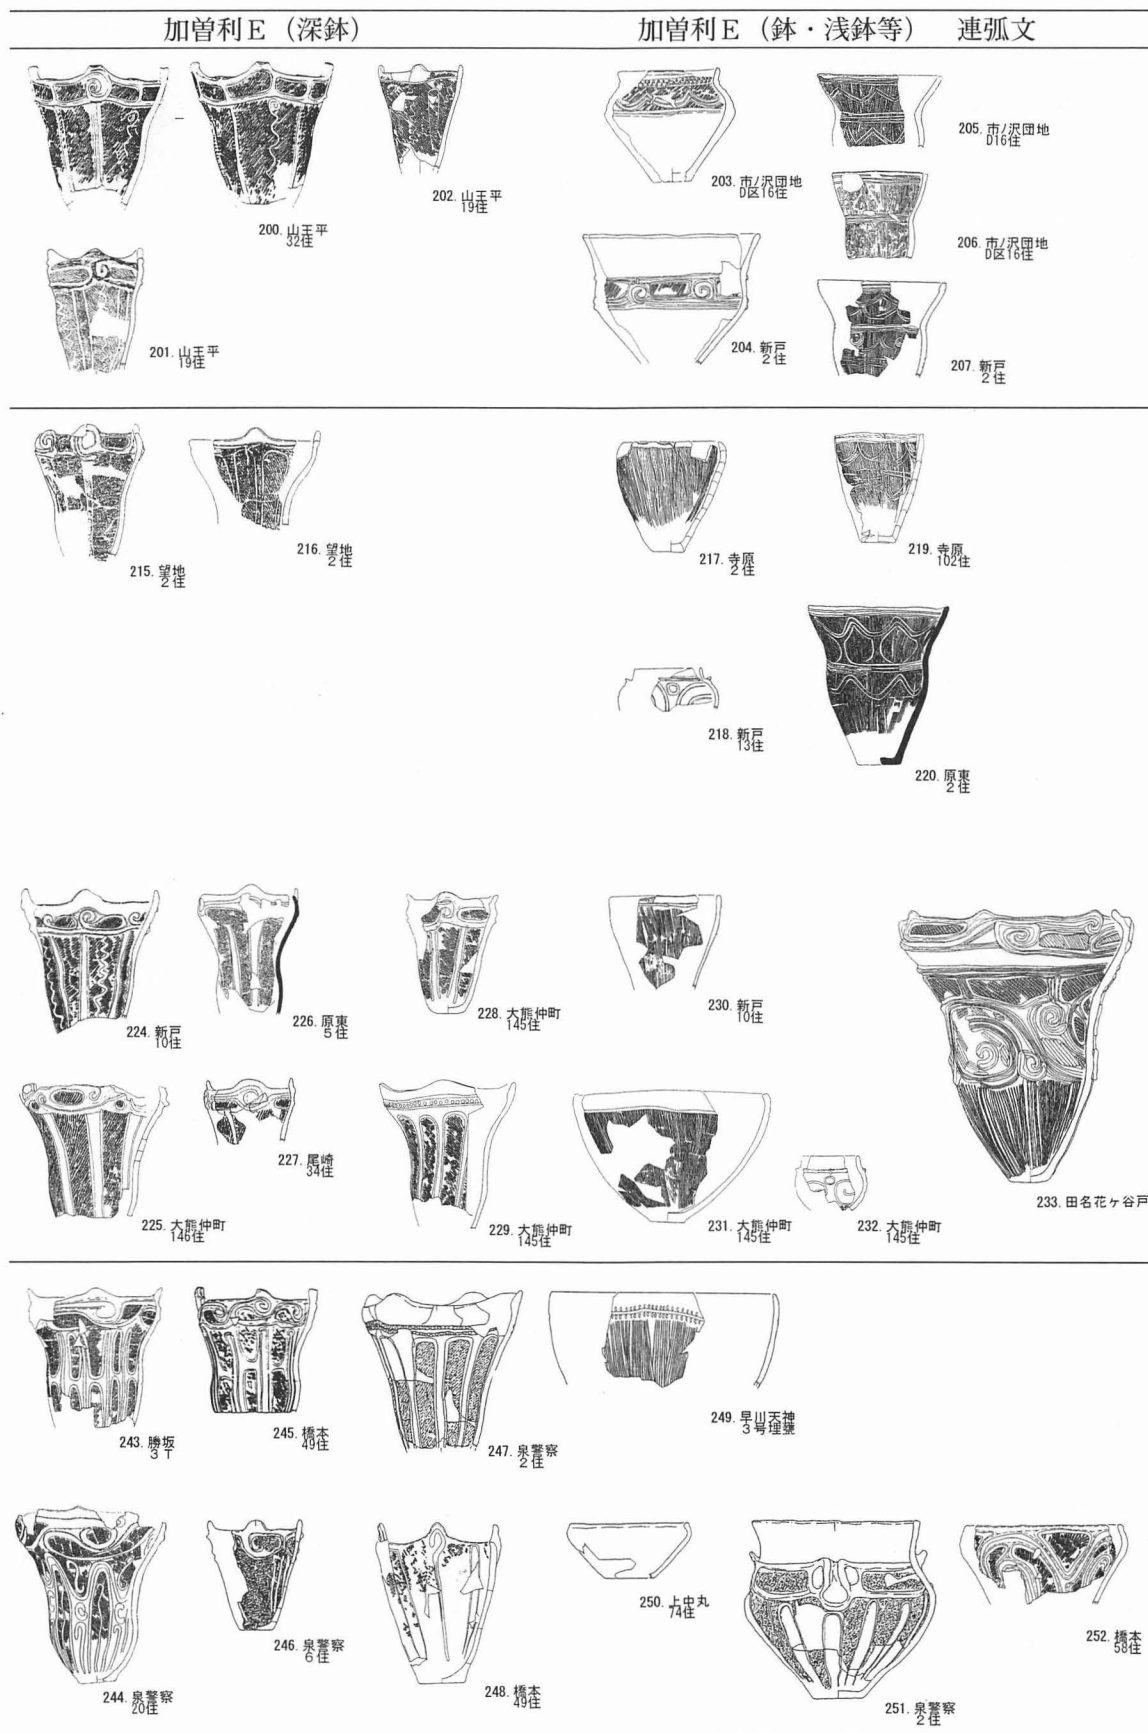 加曽利E（深鉢）
加曽利E（鉢・浅鉢等）
連弧文
200. 山王平
32住
202. 山王平
19住
203. 市ノ沢団地
D区16住
205. 市ノ沢団地
D16住
206. 市ノ沢団地
D区16住
201. 山王平
19住
204. 新戸
2住
207. 新戸
2住
215. 望地
2住
216. 望地
2住
217. 寺原
2住
219. 寺原
102住
218. 新戸
13住
220. 原東
2住
224. 新戸
10住
226. 原東
5住
228. 大熊仲町
145住
230. 新戸
10住
225. 大熊仲町
146住
227. 尾崎
34住
229. 大熊仲町
145住
231. 大熊仲町
145住
232. 大熊仲町
145住
233. 田名花ヶ谷戸
243. 勝坂
3T
245. 橋本
49住
247. 泉警察
2住
249. 早川天神
3号埋甕
244. 泉警察
20住
246. 泉警察
6住
248. 橋本
49住
250. 上中丸
74住
251. 泉警察
2住
252. 橋本
58住